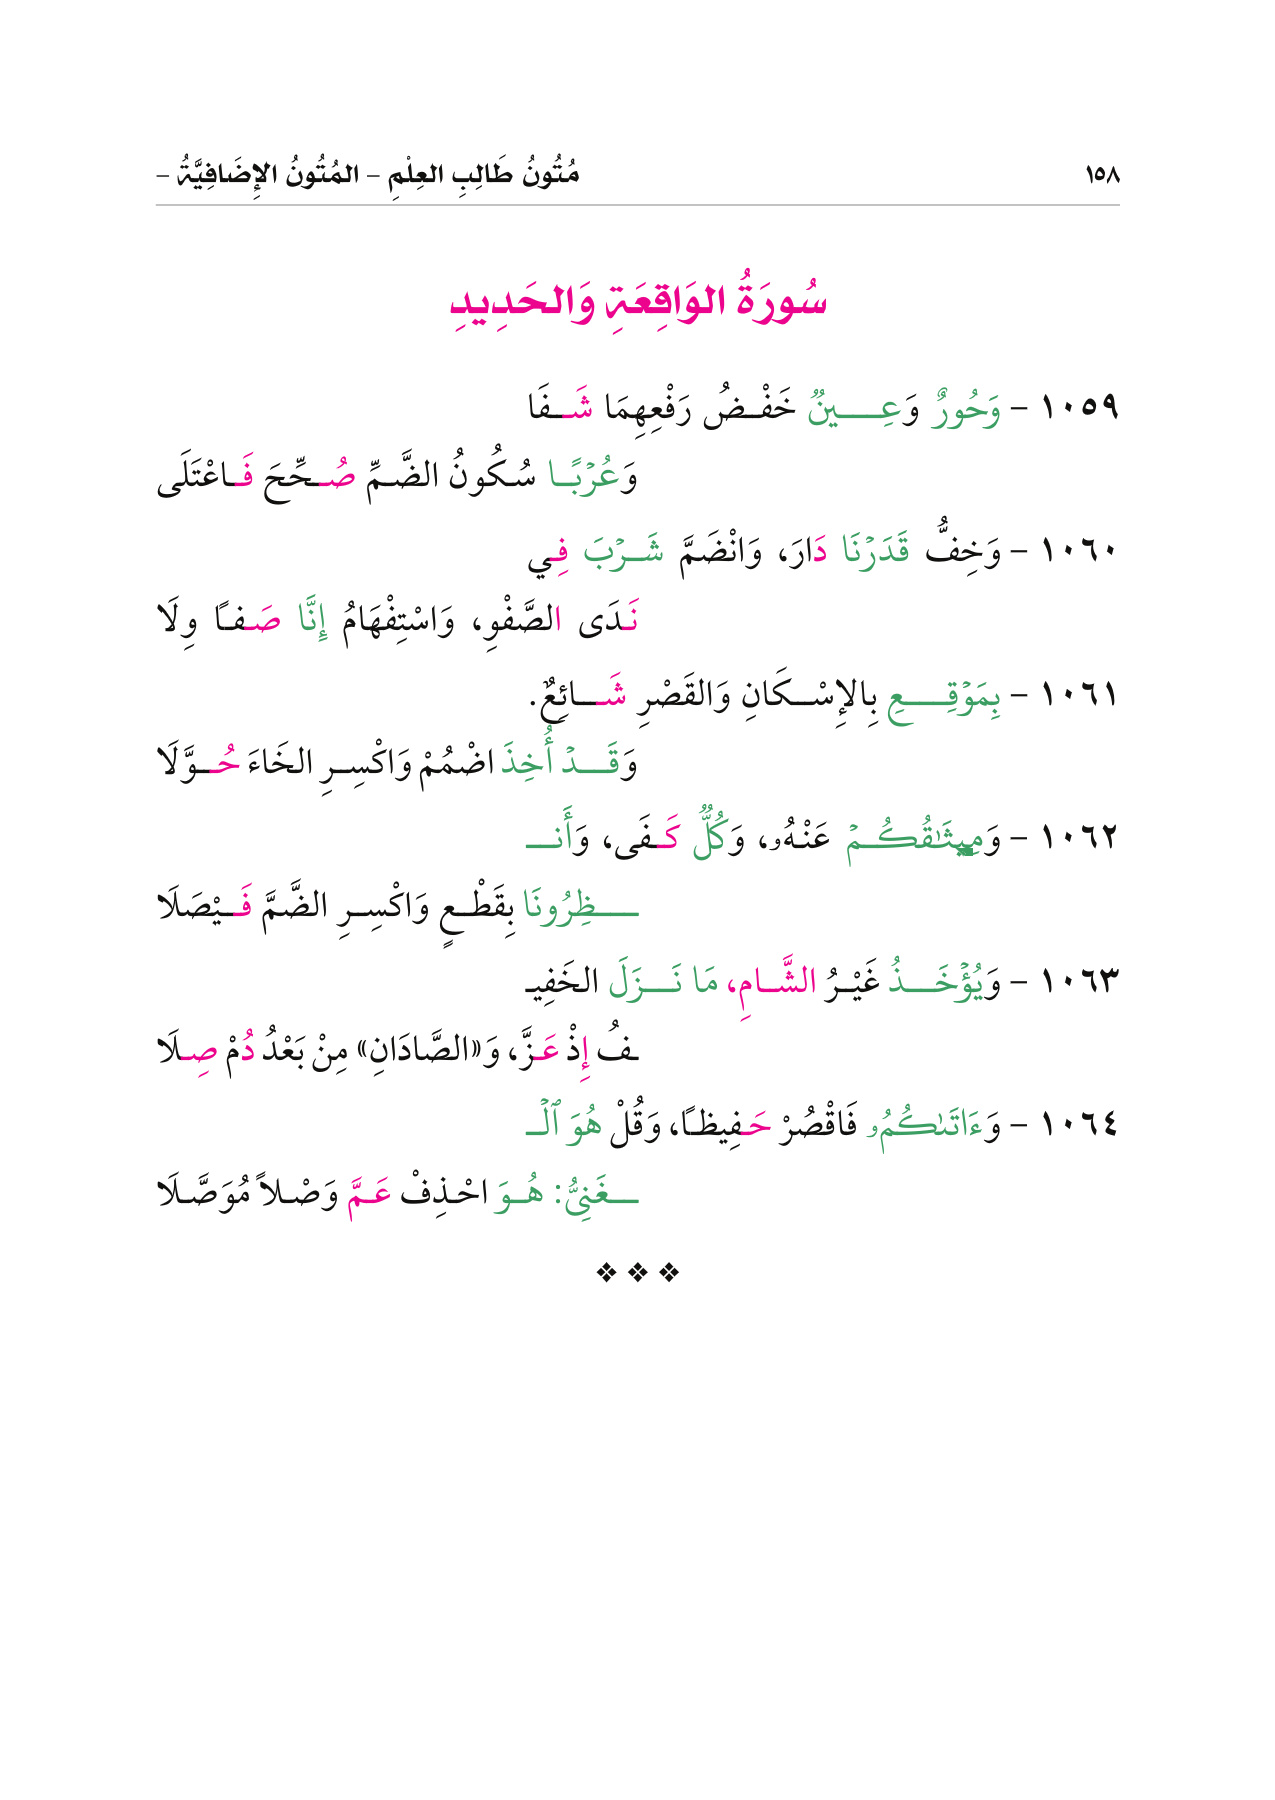 ١٥٨ مُتُونُ طَالِبِ العِلْمِ – المُتُونُ الإِضَافِيَّةُ –
سُورَةُ الوَاقِعَةِ وَالحَدِيدِ
١٠٥٩ – وَحُورٌ وَعِينٌ خَفْضُ رَفْعِهِمَا شَفَا
وَعُرْبًا سُكُونُ الضَّمِّ صُحِّحَ فَاعْتَلَى
١٠٦٠ – وَخِفُّ قَدَرْنَا دَارَ، وَانْضَمَّ شَرْبَ فِي
نَدَى الصَّفْوِ، وَاسْتِفْهَامُ إِنَّا صَفًا وِلَا
١٠٦١ – بِمَوْقِعِ بِالإِسْكَانِ وَالقَصْرِ شَائِعٌ.
وَقَدْ أُخِذَ اضْمُمْ وَاكْسِرِ الخَاءَ حُوَّلَا
١٠٦٢ – وَمِيثَٰقُكُمْ عَنْهُۥ، وَكُلٌّ كَفَى، وَأَنـ
ـظِرُونَا بِقَطْعٍ وَاكْسِرِ الضَّمَّ فَيْصَلَا
١٠٦٣ – وَيُؤْخَذُ غَيْرُ الشَّامِ، مَا نَزَلَ الخَفِيـ
ـفُ إِذْ عَزَّ، وَ«الصَّادَانِ» مِنْ بَعْدُ دُمْ صِلَا
١٠٦٤ – وَءَاتَىٰكُمُۥ فَاقْصُرْ حَفِيظًا، وَقُلْ هُوَ ٱلْـ
ـغَنِيُّ: هُوَ احْذِفْ عَمَّ وَصْلاً مُوَصَّلَا